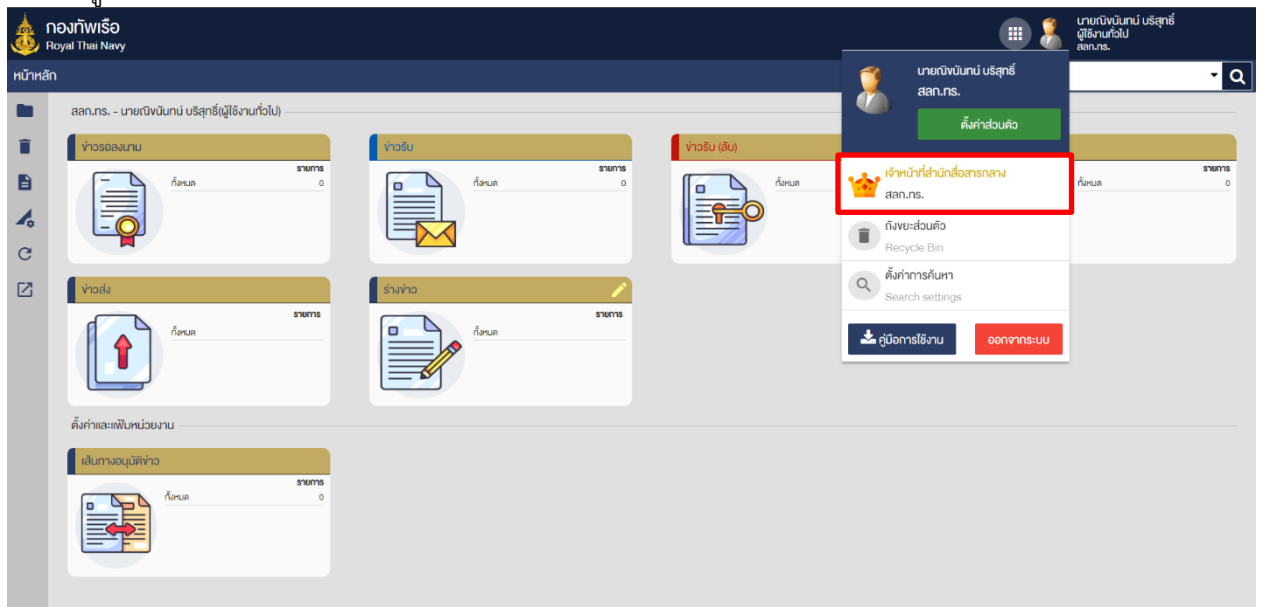 กองทัพเรือ
Royal Thai Navy
นายณิงนันทน์ บริสุทธิ์
ผู้ใช้งานทั่วไป
สลก.ทร.
หน้าหลัก
นายณิงนันทน์ บริสุทธิ์
สลก.ทร.
ตั้งค่าส่วนตัว
สลก.ทร. - นายณิงนันทน์ บริสุทธิ์(ผู้ใช้งานทั่วไป)
ข่าวรอลงนาม
ข่าวรับ
ข่าวรับ (ลับ)
รายการ
รายการ
รายการ
ทั้งหมด 0
ทั้งหมด 0
ทั้งหมด
ทั้งหมด 0
เจ้าหน้าที่สำนักสื่อสารกลาง
สลก.ทร.
ถังขยะส่วนตัว
Recycle Bin
ตั้งค่าการค้นหา
Search settings
คู่มือการใช้งาน
ออกจากระบบ
ข่าวส่ง
ร่างข่าว
รายการ
รายการ
ทั้งหมด
ทั้งหมด
ตั้งค่าและแฟ้มหน่วยงาน
เส้นทางอนุมัติข่าว
รายการ
ทั้งหมด 0